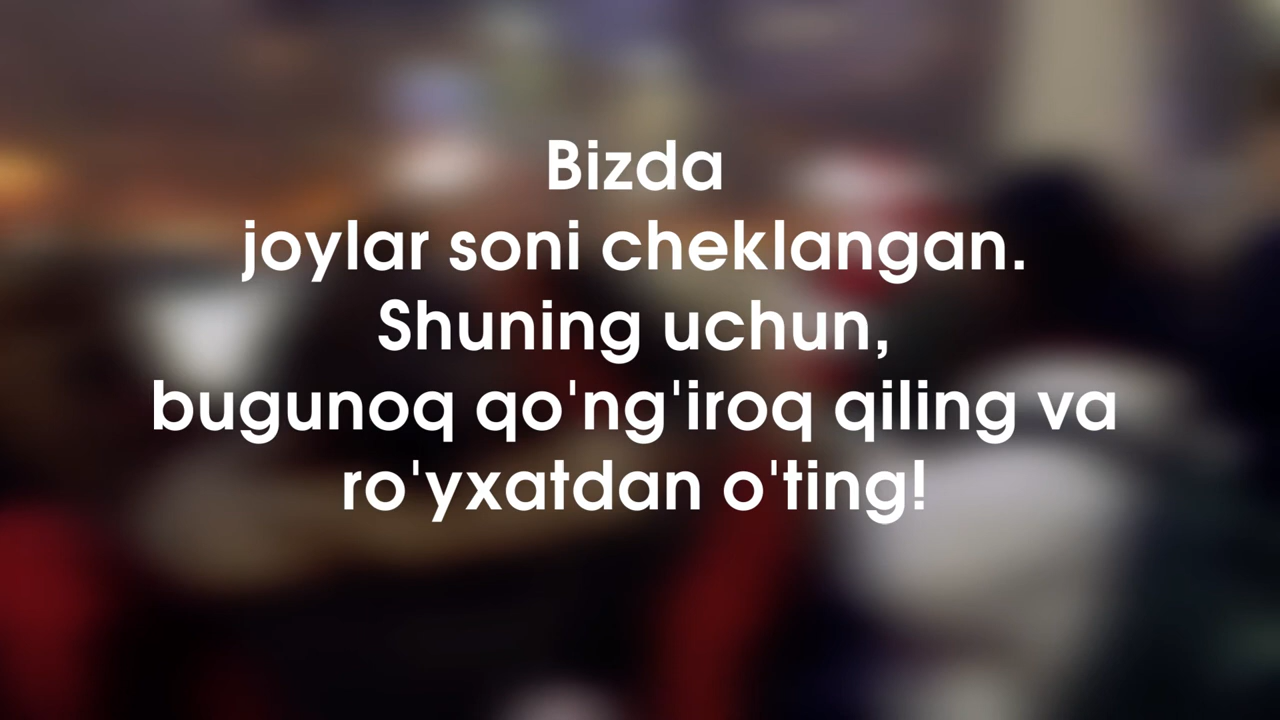 Bizda
joylar soni cheklangan.
Shuning uchun,
bugunoq qo'ng'iroq qiling va
ro'yxatdan o'ting!